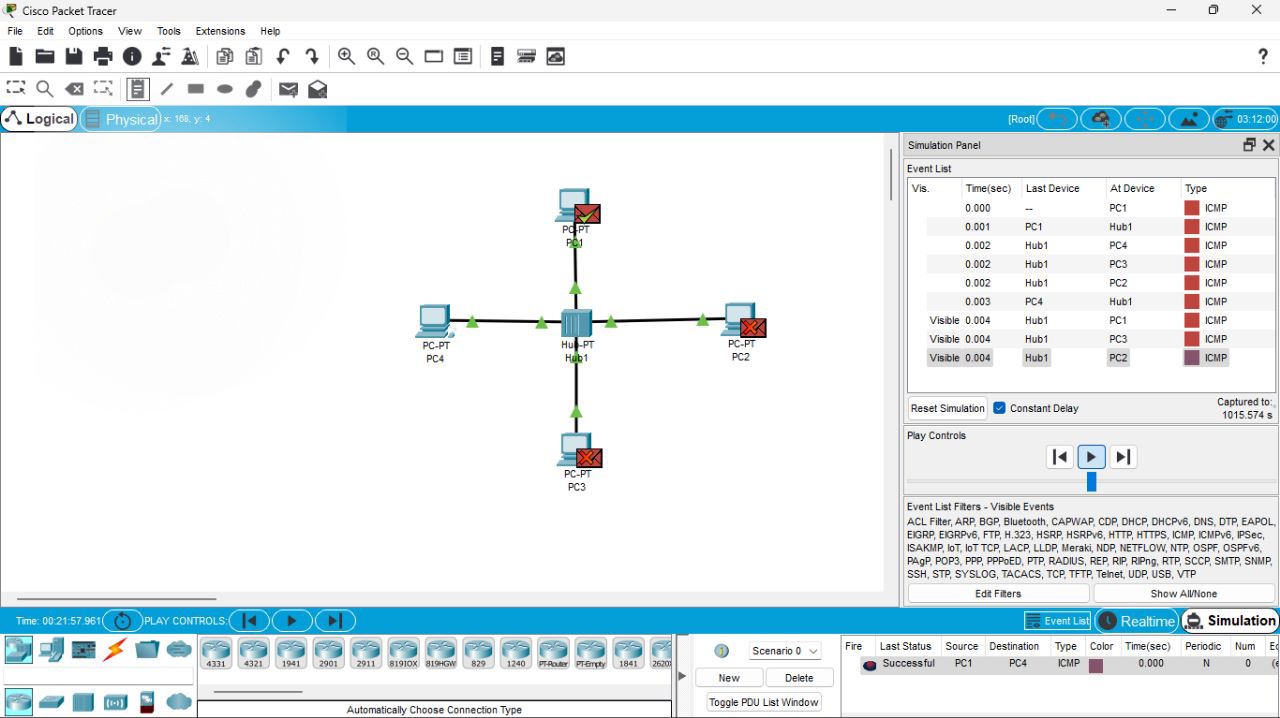 Cisco Packet Tracer
File Edit Options View Tools Extensions Help
?
Logical Physical x: 168, y: 4 [Root] 03:12:00
Simulation Panel
Event List
Vis. Time(sec) Last Device At Device Type
0.000 -- PC1 ICMP
0.001 PC1 Hub1 ICMP
0.002 Hub1 PC4 ICMP
0.002 Hub1 PC3 ICMP
0.002 Hub1 PC2 ICMP
0.003 PC4 Hub1 ICMP
Visible 0.004 Hub1 PC1 ICMP
Visible 0.004 Hub1 PC3 ICMP
Visible 0.004 Hub1 PC2 ICMP
Reset Simulation Constant Delay Captured to:
1015.574 s
Play Controls
Event List Filters - Visible Events
ACL Filter, ARP, BGP, Bluetooth, CAPWAP, CDP, DHCP, DHCPv6, DNS, DTP, EAPOL,
EIGRP, EIGRPv6, FTP, H.323, HSRP, HSRPv6, HTTP, HTTPS, ICMP, ICMPv6, IPSec,
ISAKMP, IoT, IoT TCP, LACP, LLDP, Meraki, NDP, NETFLOW, NTP, OSPF, OSPFv6,
PAgP, POP3, PPP, PPPoED, PTP, RADIUS, REP, RIP, RIPng, RTP, SCCP, SMTP, SNMP,
SSH, STP, SYSLOG, TACACS, TCP, TFTP, Telnet, UDP, USB, VTP
Edit Filters Show All/None
PC-PT
PC1
PC-PT
PC4
Hub-PT
Hub1
PC-PT
PC2
PC-PT
PC3
Time: 00:21:57.961 PLAY CONTROLS: Event List Realtime Simulation
4331 4321 1941 2901 2911 819IOX 819HGW 829 1240 PT-Router PT-Empty 1841 2620X
Automatically Choose Connection Type
Scenario 0
New Delete
Toggle PDU List Window
Fire Last Status Source Destination Type Color Time(sec) Periodic Num
Successful PC1 PC4 ICMP 0.000 N 0